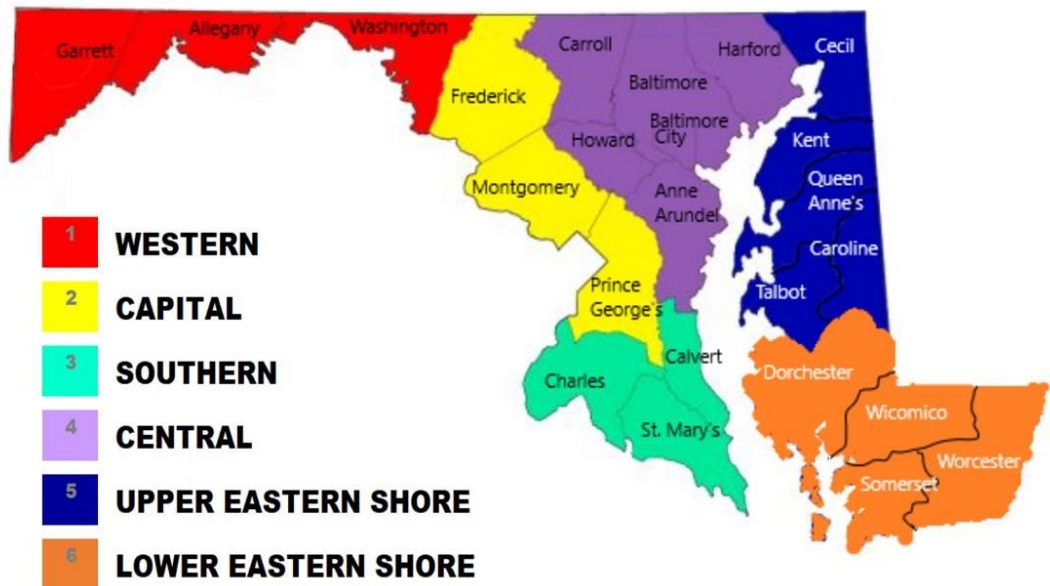 Garrett
Allegany
Washington
Frederick
Carroll
Harford
Cecil
Baltimore
Baltimore
City
Howard
Kent
Montgomery
Anne
Arundel
Queen
Anne's
Caroline
Talbot
Prince
George's
Calvert
Charles
St. Mary's
Dorchester
Wicomico
Worcester
Somerset
1 WESTERN
2 CAPITAL
3 SOUTHERN
4 CENTRAL
5 UPPER EASTERN SHORE
6 LOWER EASTERN SHORE